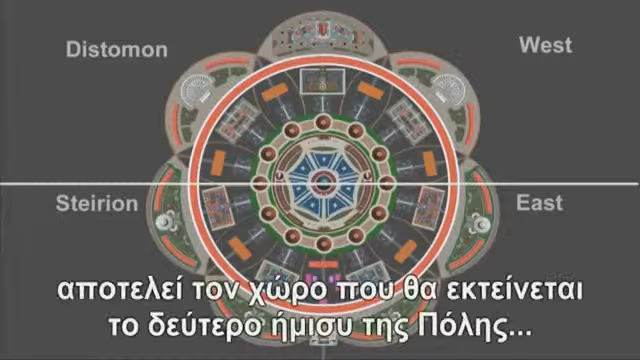 Distomon
West
Steirion
East
αποτελεί τον χώρο που θα εκτείνεται
το δεύτερο ήμισυ της Πόλης...